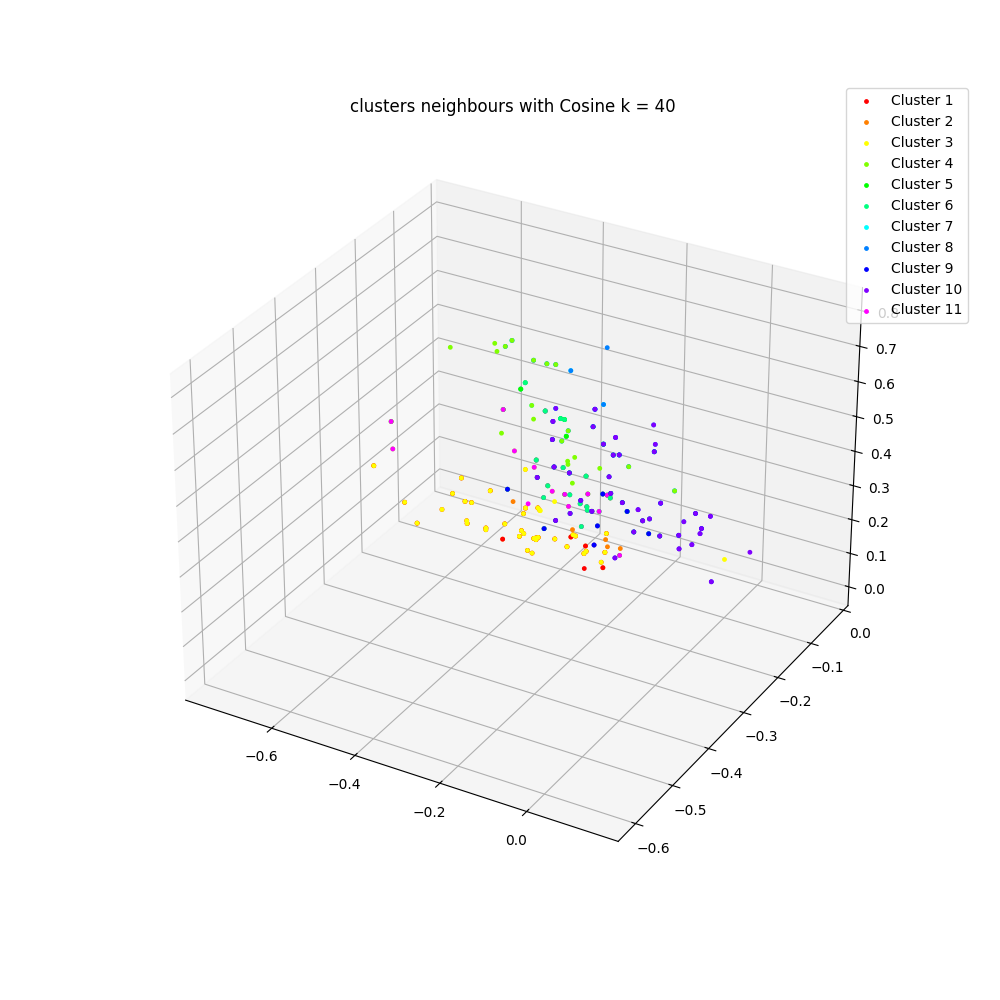 clusters neighbours with Cosine k = 40
Cluster 1
Cluster 2
Cluster 3
Cluster 4
Cluster 5
Cluster 6
Cluster 7
Cluster 8
Cluster 9
Cluster 10
Cluster 11
0.7
0.6
0.5
0.4
0.3
0.2
0.1
0.0
0.0
−0.1
−0.2
−0.3
−0.4
−0.5
−0.6
−0.6
−0.4
−0.2
0.0